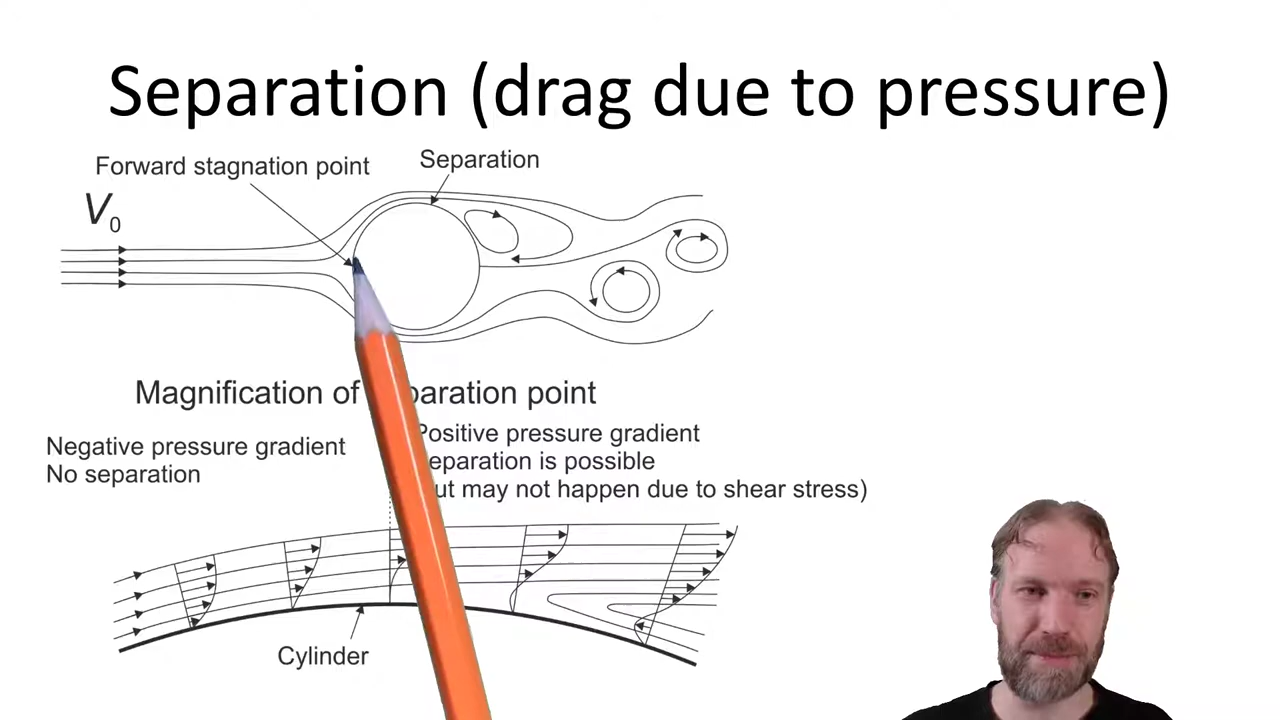 Separation (drag due to pressure)
Forward stagnation point
Separation
V0
Magnification of paration point
Negative pressure gradient
No separation
Positive pressure gradient
eparation is possible
ut may not happen due to shear stress)
Cylinder